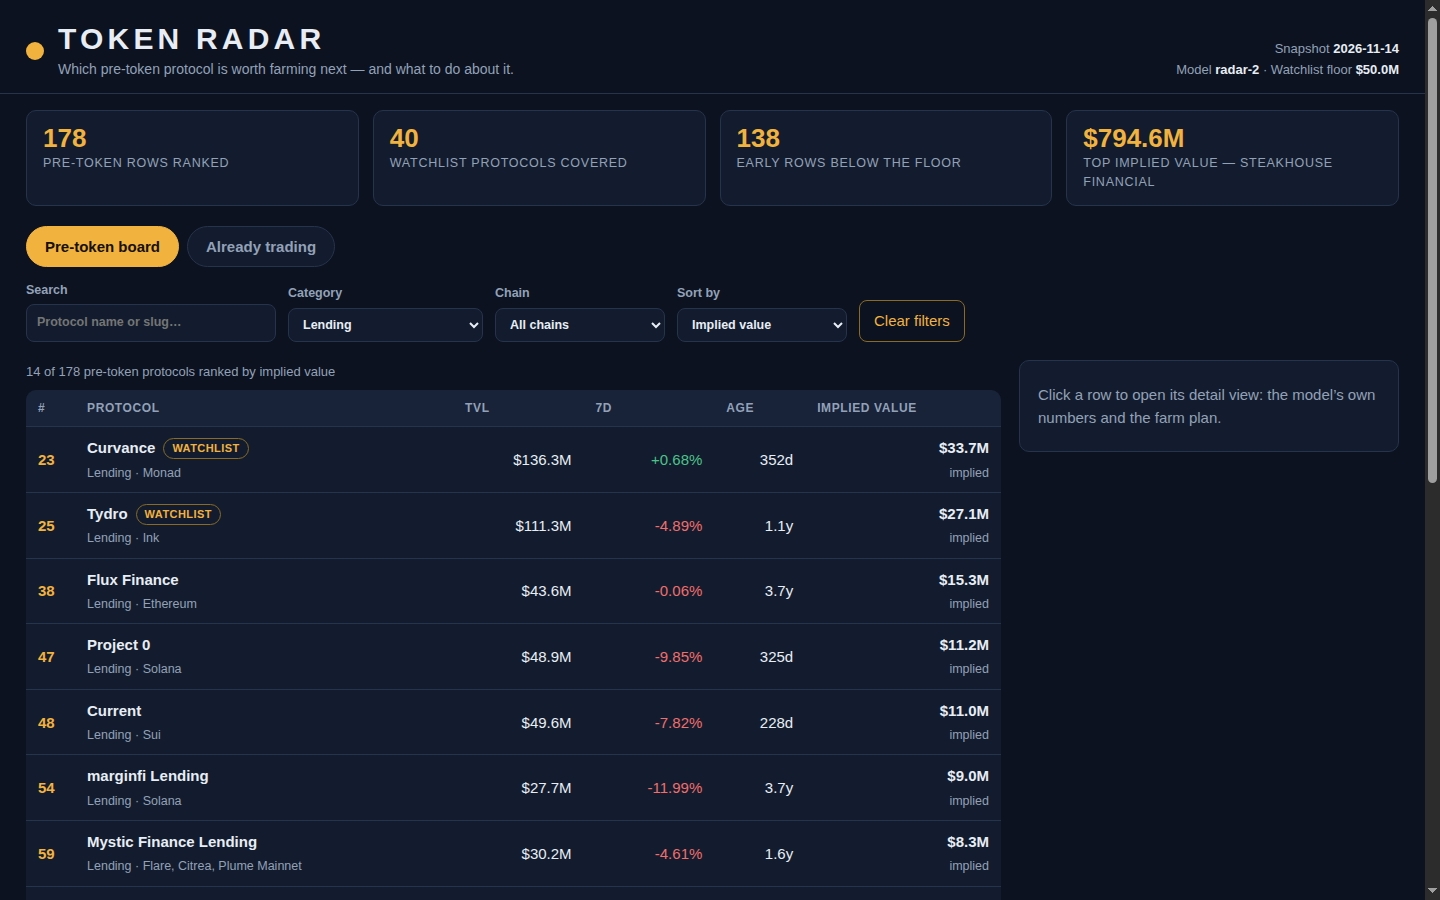 TOKEN RADAR
Which pre-token protocol is worth farming next — and what to do about it.
Snapshot 2026-11-14
Model radar-2 · Watchlist floor $50.0M
178
PRE-TOKEN ROWS RANKED
40
WATCHLIST PROTOCOLS COVERED
138
EARLY ROWS BELOW THE FLOOR
$794.6M
TOP IMPLIED VALUE — STEAKHOUSE
FINANCIAL
Pre-token board
Already trading
Search
Protocol name or slug…
Category
Lending
Chain
All chains
Sort by
Implied value
Clear filters
14 of 178 pre-token protocols ranked by implied value
# PROTOCOL TVL 7D AGE IMPLIED VALUE
23 Curvance WATCHLIST $136.3M +0.68% 352d $33.7M
Lending · Monad implied
25 Tydro WATCHLIST $111.3M -4.89% 1.1y $27.1M
Lending · Ink implied
38 Flux Finance $43.6M -0.06% 3.7y $15.3M
Lending · Ethereum implied
47 Project 0 $48.9M -9.85% 325d $11.2M
Lending · Solana implied
48 Current $49.6M -7.82% 228d $11.0M
Lending · Sui implied
54 marginfi Lending $27.7M -11.99% 3.7y $9.0M
Lending · Solana implied
59 Mystic Finance Lending $30.2M -4.61% 1.6y $8.3M
Lending · Flare, Citrea, Plume Mainnet implied
Click a row to open its detail view: the model’s own
numbers and the farm plan.